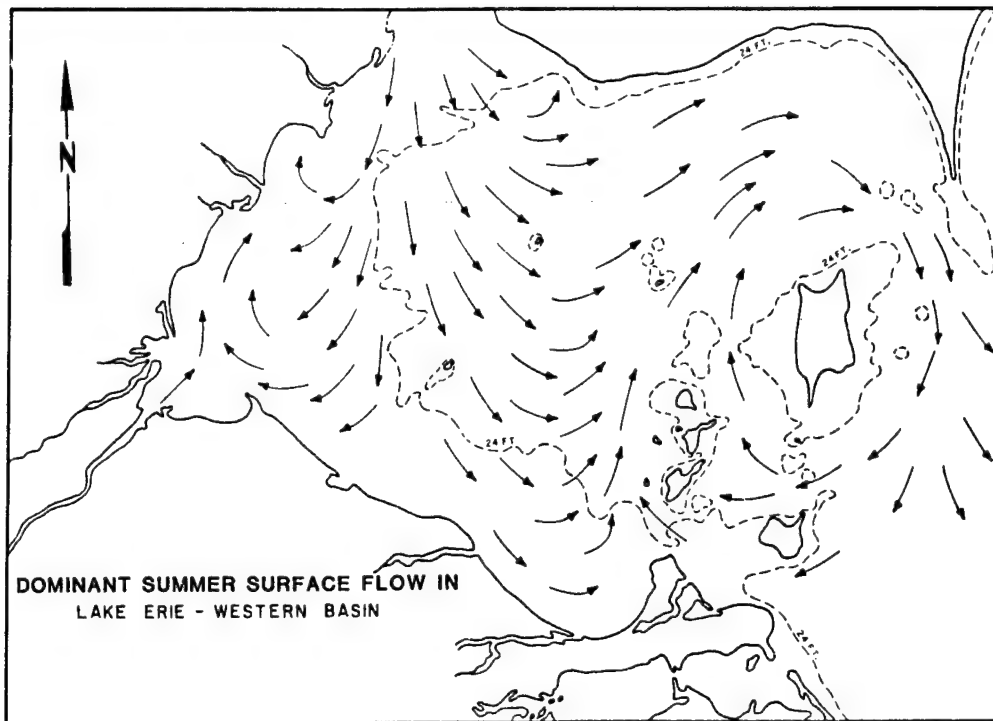 24 FT.
N
24 FT.
24 FT.
DOMINANT SUMMER SURFACE FLOW IN
LAKE ERIE - WESTERN BASIN
24 FT.